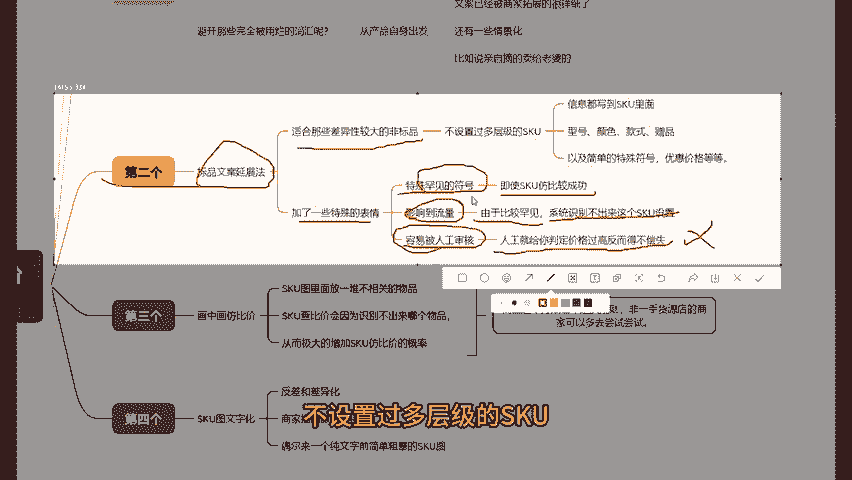 文案已经被商家拓展的很详细了
避开那些完全被用烂的词汇呢?
从产品自身出发
还有一些情景化
比如说亲自摘的卖给老婆的?
信息都写到SKU里面
适合那些差异性较大的非标品
不设置过多层级的SKU
型号、颜色、款式、赠品
以及简单的特殊符号，优惠价格等等。
第二个
标品文案延展法
特殊罕见的符号
即使SKU仿比较成功
加了一些特殊的表情
影响到流量
由于比较罕见，系统识别不出来这个SKU设置
容易被人工审核
人工就给你判定价格过高反而得不偿失
价
SKU图里面放一堆不相关的物品
第三个
画中画仿比价
SKU查比价会因为识别不出来哪个物品,
非一手货源店的商
家可以多去尝试尝试。
从而极大的增加SKU仿比价的概率
反差和差异化
第四个
SKU图文字化
商家
偶尔来一个纯文字前简单粗暴的SKU图
不设置过多层级的SKU